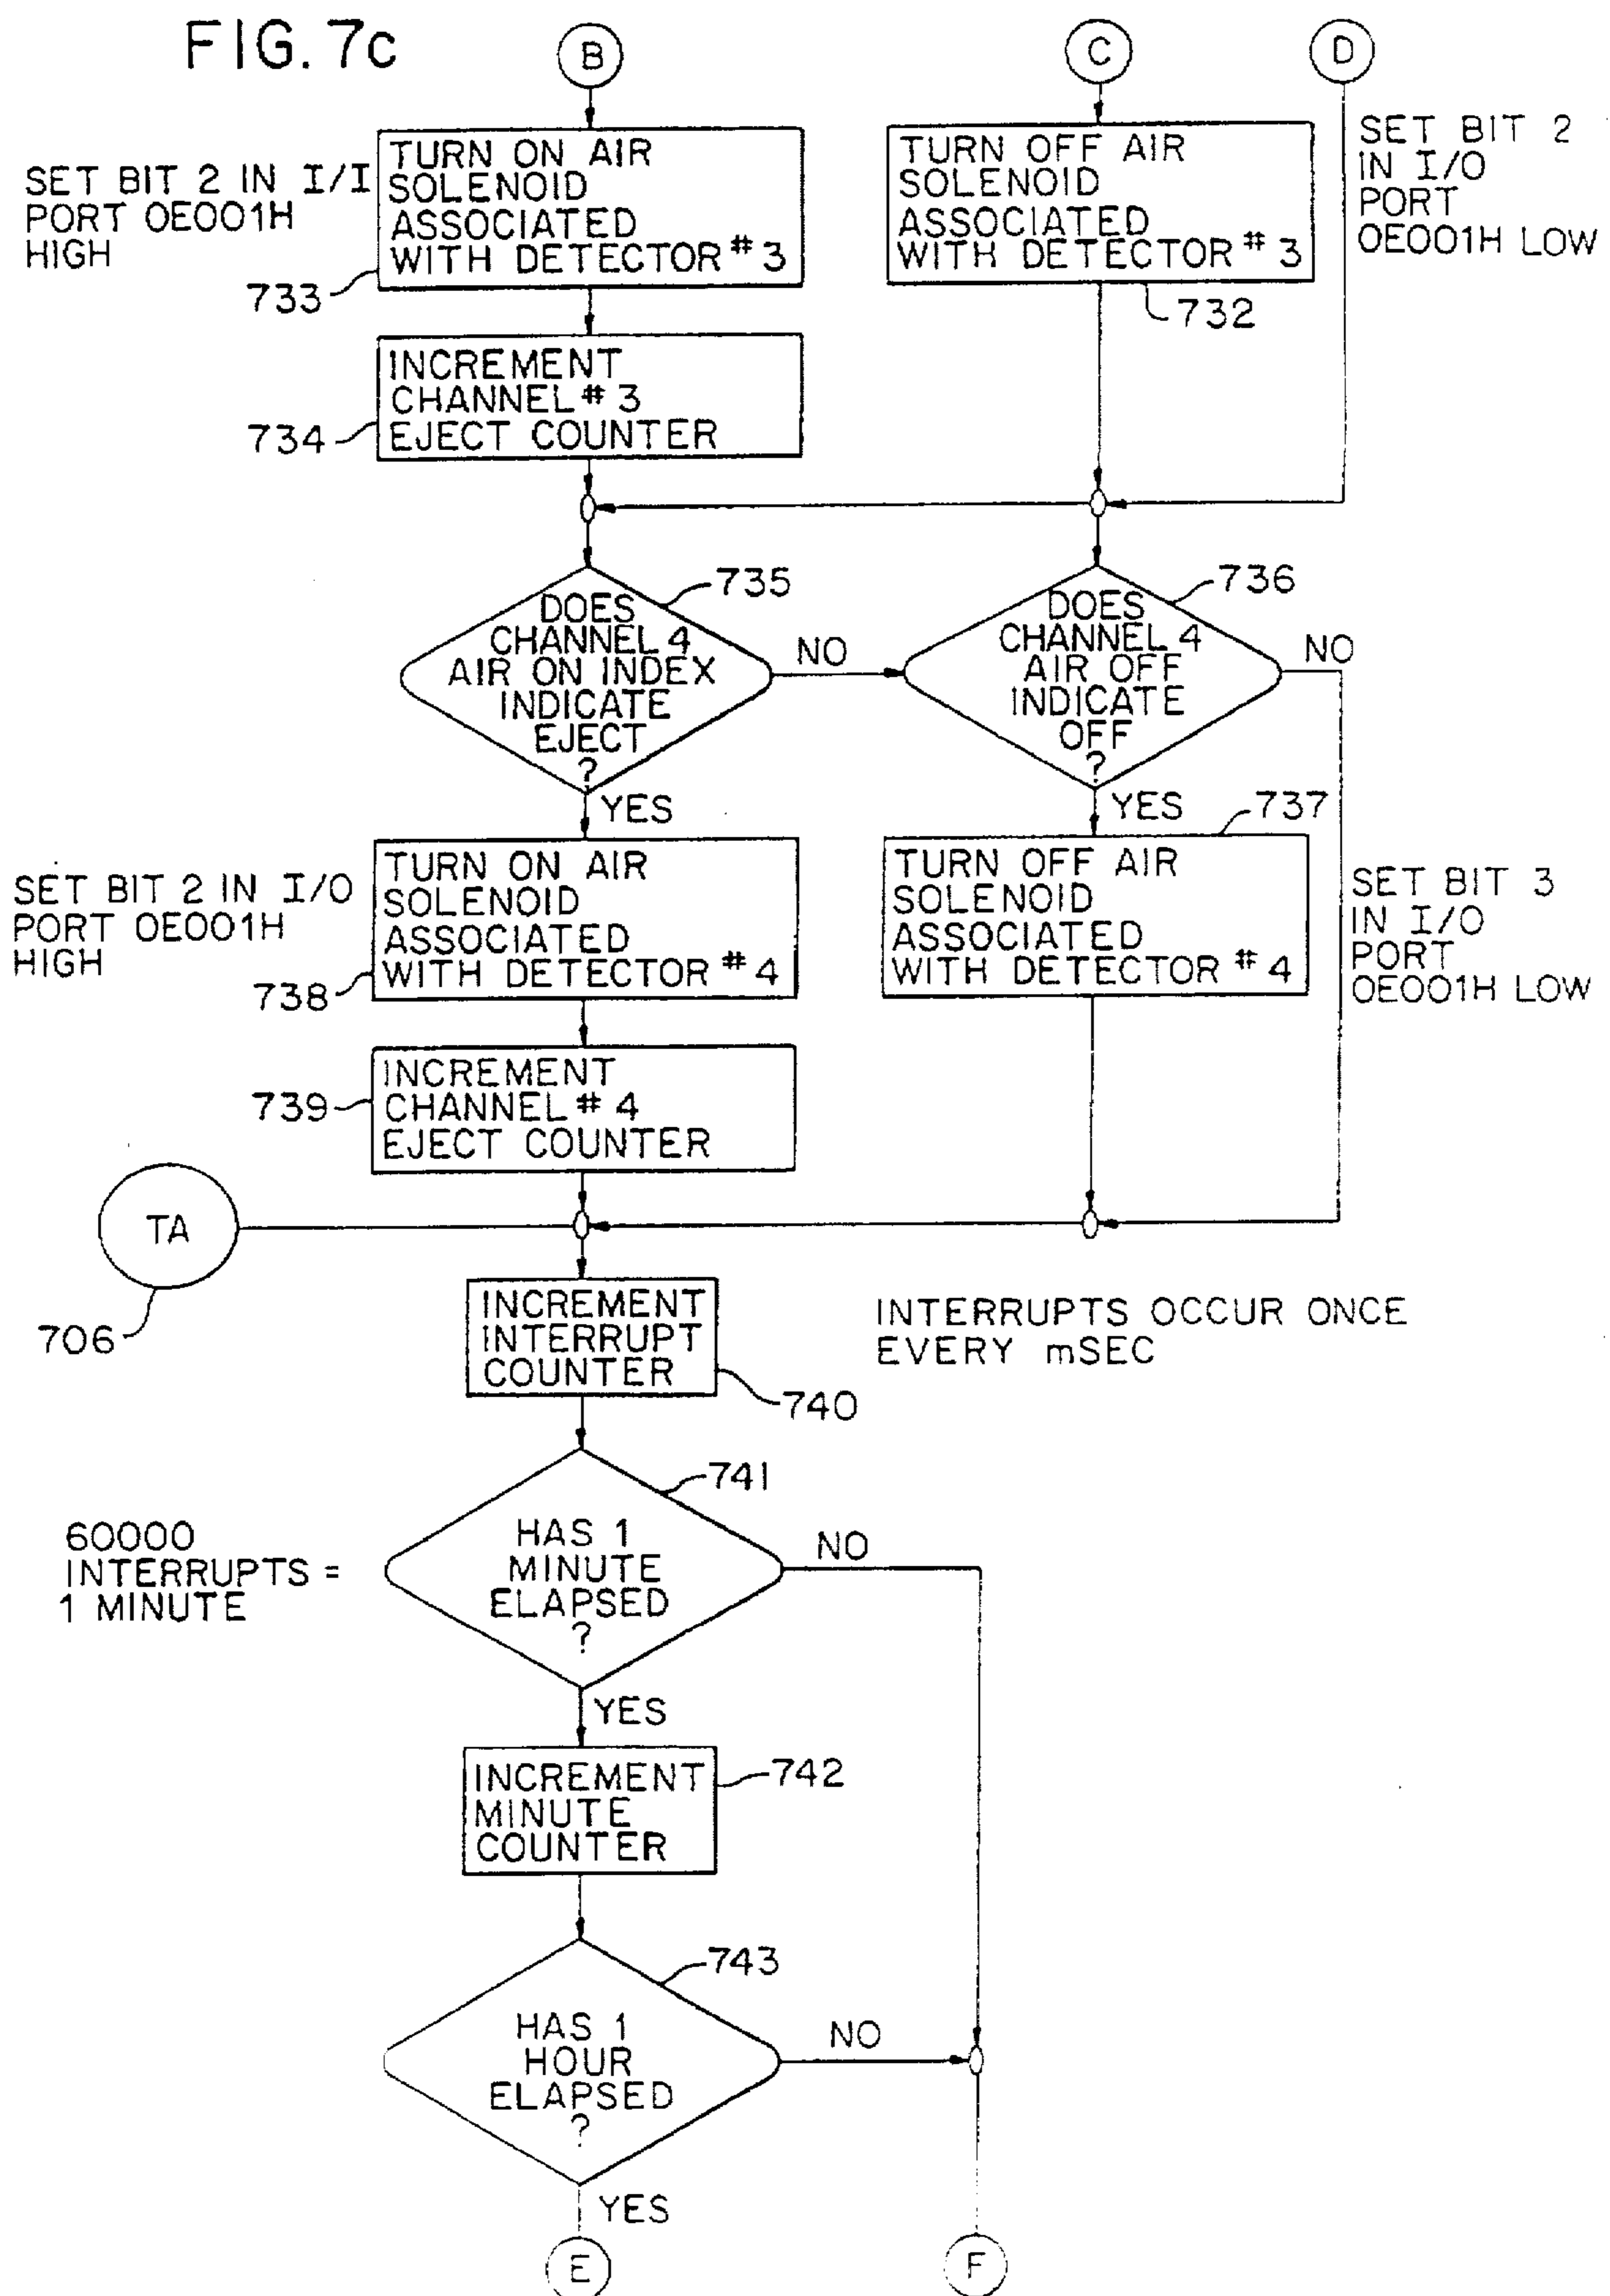 FIG. 7c
B
C
D
SET BIT 2 IN I/I
PORT 0E001H
HIGH
TURN ON AIR
SOLENOID
ASSOCIATED
WITH DETECTOR # 3
733
TURN OFF AIR
SOLENOID
ASSOCIATED
WITH DETECTOR # 3
732
SET BIT 2
IN I/O
PORT
0E001H LOW
INCREMENT
CHANNEL # 3
EJECT COUNTER
734
DOES
CHANNEL 4
AIR ON INDEX
INDICATE
EJECT
?
735
NO
YES
DOES
CHANNEL 4
AIR OFF
INDICATE
OFF
?
736
NO
YES
SET BIT 2 IN I/O
PORT 0E001H
HIGH
TURN ON AIR
SOLENOID
ASSOCIATED
WITH DETECTOR # 4
738
TURN OFF AIR
SOLENOID
ASSOCIATED
WITH DETECTOR # 4
737
SET BIT 3
IN I/O
PORT
0E001H LOW
INCREMENT
CHANNEL # 4
EJECT COUNTER
739
TA
706
INCREMENT
INTERRUPT
COUNTER
740
INTERRUPTS OCCUR ONCE
EVERY mSEC
60000
INTERRUPTS =
1 MINUTE
HAS 1
MINUTE
ELAPSED
?
741
NO
YES
INCREMENT
MINUTE
COUNTER
742
HAS 1
HOUR
ELAPSED
?
743
NO
YES
E
F